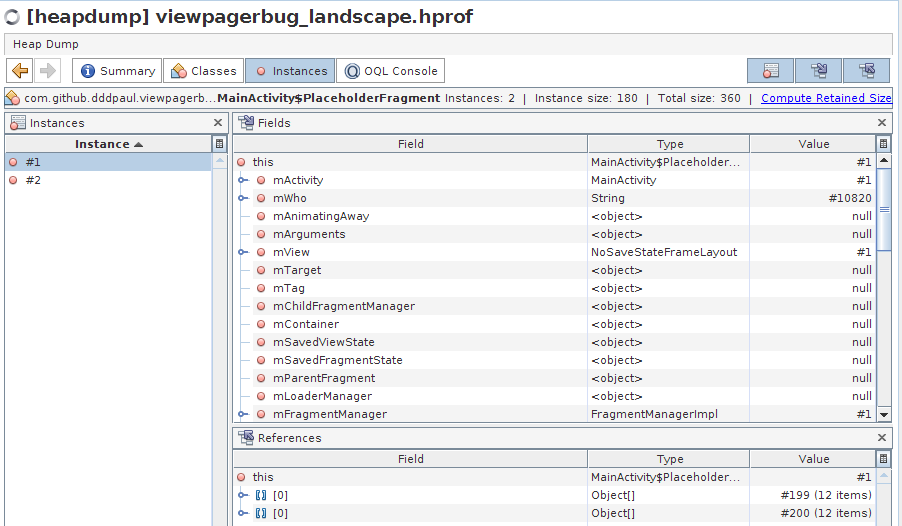 [heapdump] viewpagerbug_landscape.hprof
Heap Dump
Summary Classes Instances OQL Console
com.github.dddpaul.viewpagerb...MainActivity$PlaceholderFragment Instances: 2 | Instance size: 180 | Total size: 360 | Compute Retained Size
Instances
Instance
#1
#2
Fields
Field Type Value
this MainActivity$Placeholder... #1
mActivity MainActivity #1
mWho String #10820
mAnimatingAway <object> null
mArguments <object> null
mView NoSaveStateFrameLayout #1
mTarget <object> null
mTag <object> null
mChildFragmentManager <object> null
mContainer <object> null
mSavedViewState <object> null
mSavedFragmentState <object> null
mParentFragment <object> null
mLoaderManager <object> null
mFragmentManager FragmentManagerImpl #1
References
Field Type Value
this MainActivity$Placeholder... #1
[0] Object[] #199 (12 items)
[0] Object[] #200 (12 items)